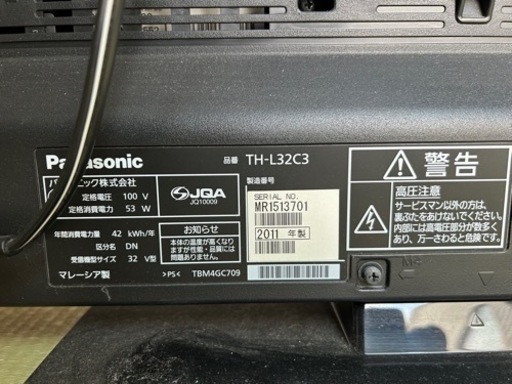 Panasonic
品番 TH-L32C3
パナソニック株式会社
定格電圧 100 V
定格消費電力 53 W
年間消費電力量 42 kWh/年
区分名 DN
受信機型サイズ 32 V型
マレーシア製
>PS< TBM4GC709
JQA
JQ10009
お知らせ
本体の温度が高くなり
ますが性能・品質には
問題ありません
製造番号
SERIAL NO.
MR1513701
2011 年製
警告
高圧注意
サービスマン以外の方は、
裏ぶたをあけないでください。
内部には高電圧部分が数多く
あり、万一さわると危険です。